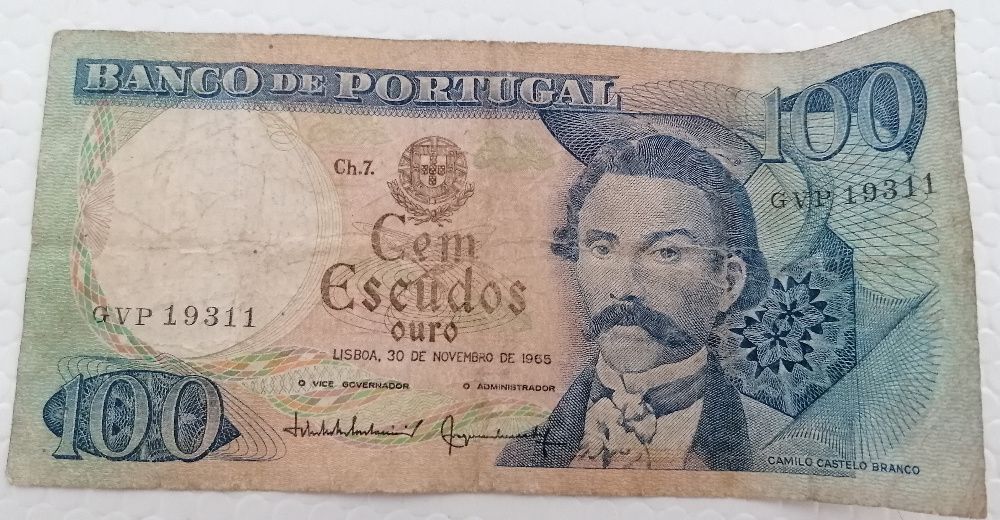 BANCO DE PORTUGAL
100
Ch.7.
GVP 19311
Cem
Escudos
ouro
GVP 19311
LISBOA, 30 DE NOVEMBRO DE 1965
O VICE GOVERNADOR O ADMINISTRADOR
100
CAMILO CASTELO BRANCO